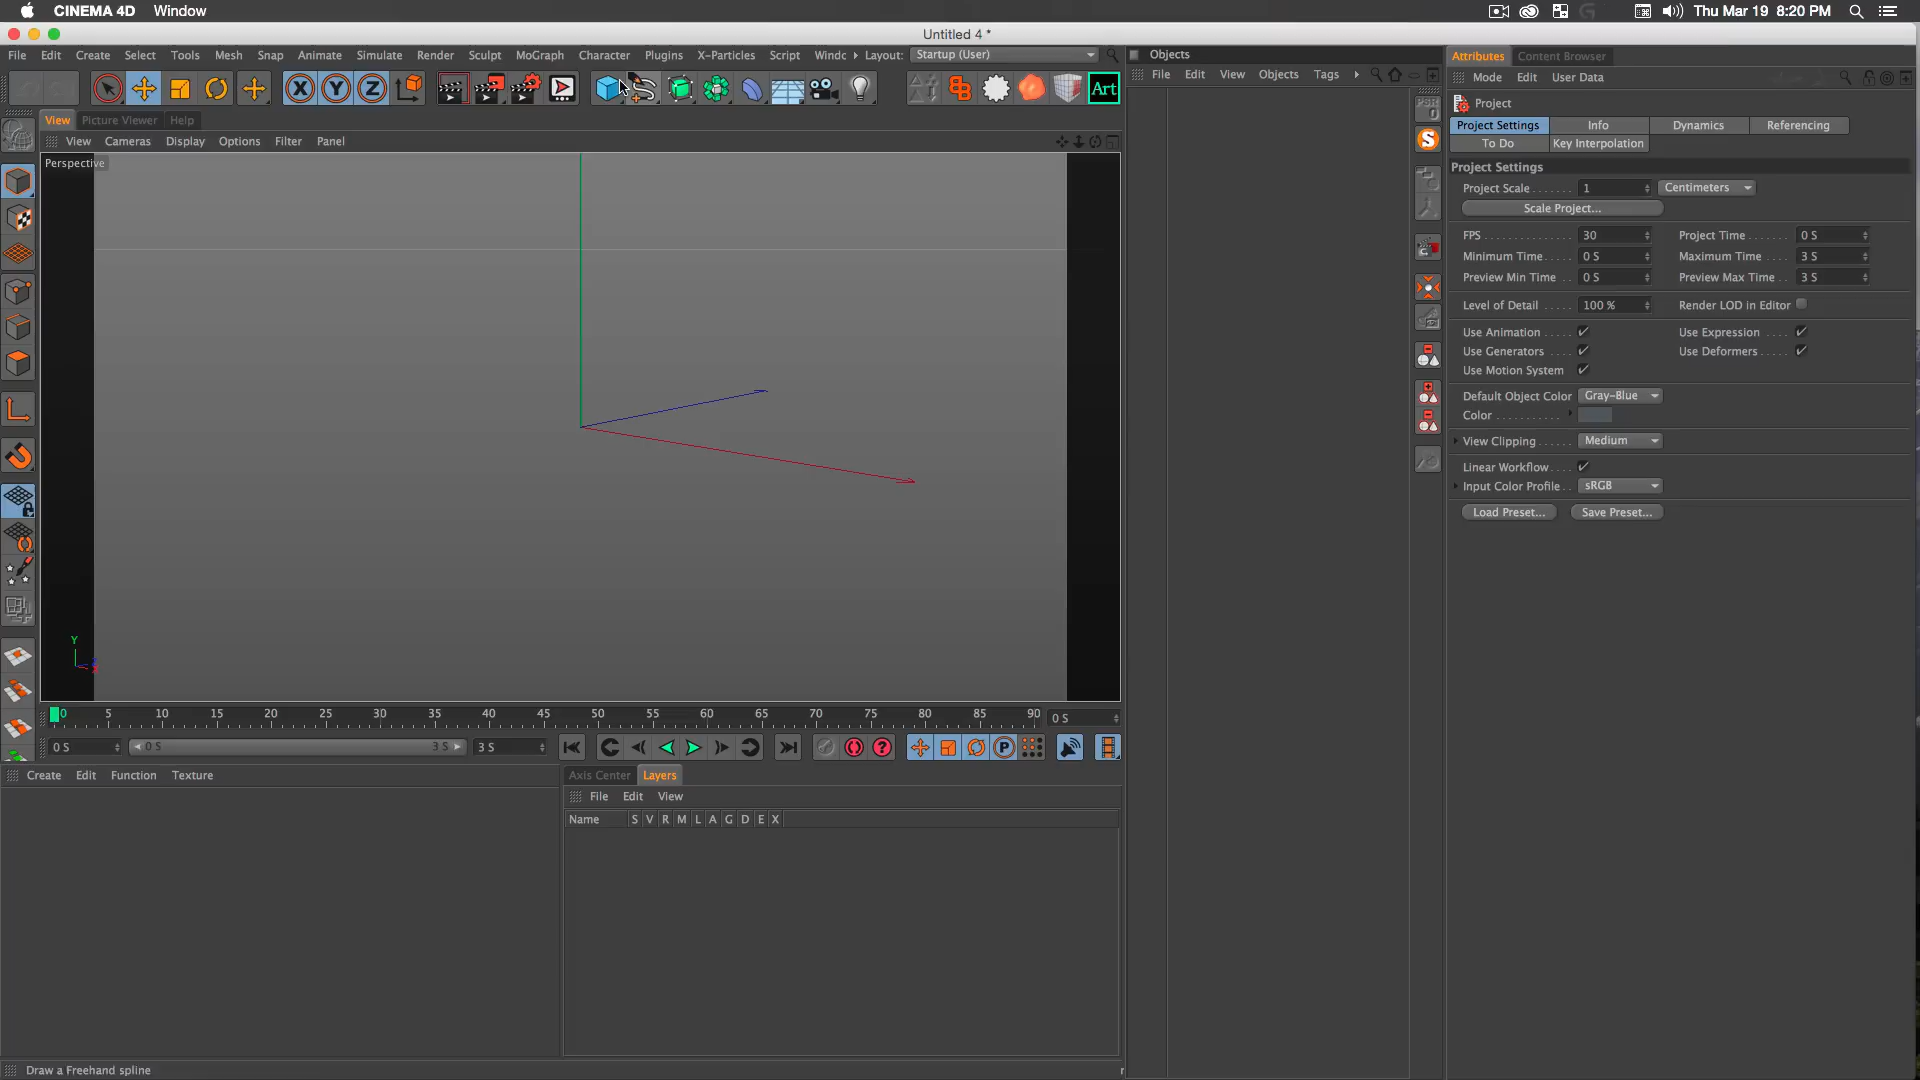 CINEMA 4D Window Thu Mar 19 8:20 PM
Untitled 4 *
File Edit Create Select Tools Mesh Snap Animate Simulate Render Sculpt MoGraph Character Plugins X-Particles Script Windc Layout: Startup (User)
Objects
Attributes Content Browser
File Edit View Objects Tags
Mode Edit User Data
X Y Z Art
PSR
0
Project
View Picture Viewer Help
Project Settings Info Dynamics Referencing
View Cameras Display Options Filter Panel
To Do Key Interpolation
Perspective
Project Settings
Project Scale 1 Centimeters
Scale Project...
FPS 30 Project Time 0 S
Minimum Time 0 S Maximum Time 3 S
Preview Min Time 0 S Preview Max Time 3 S
Level of Detail 100 % Render LOD in Editor
Use Animation Use Expression
Use Generators Use Deformers
Use Motion System
Default Object Color Gray-Blue
Color
View Clipping Medium
Linear Workflow
Input Color Profile sRGB
Load Preset... Save Preset...
Y
0 5 10 15 20 25 30 35 40 45 50 55 60 65 70 75 80 85 90 0 S
0 S 0 S 3 S 3 S ? P
Create Edit Function Texture
Axis Center Layers
File Edit View
Name S V R M L A G D E X
Draw a Freehand spline